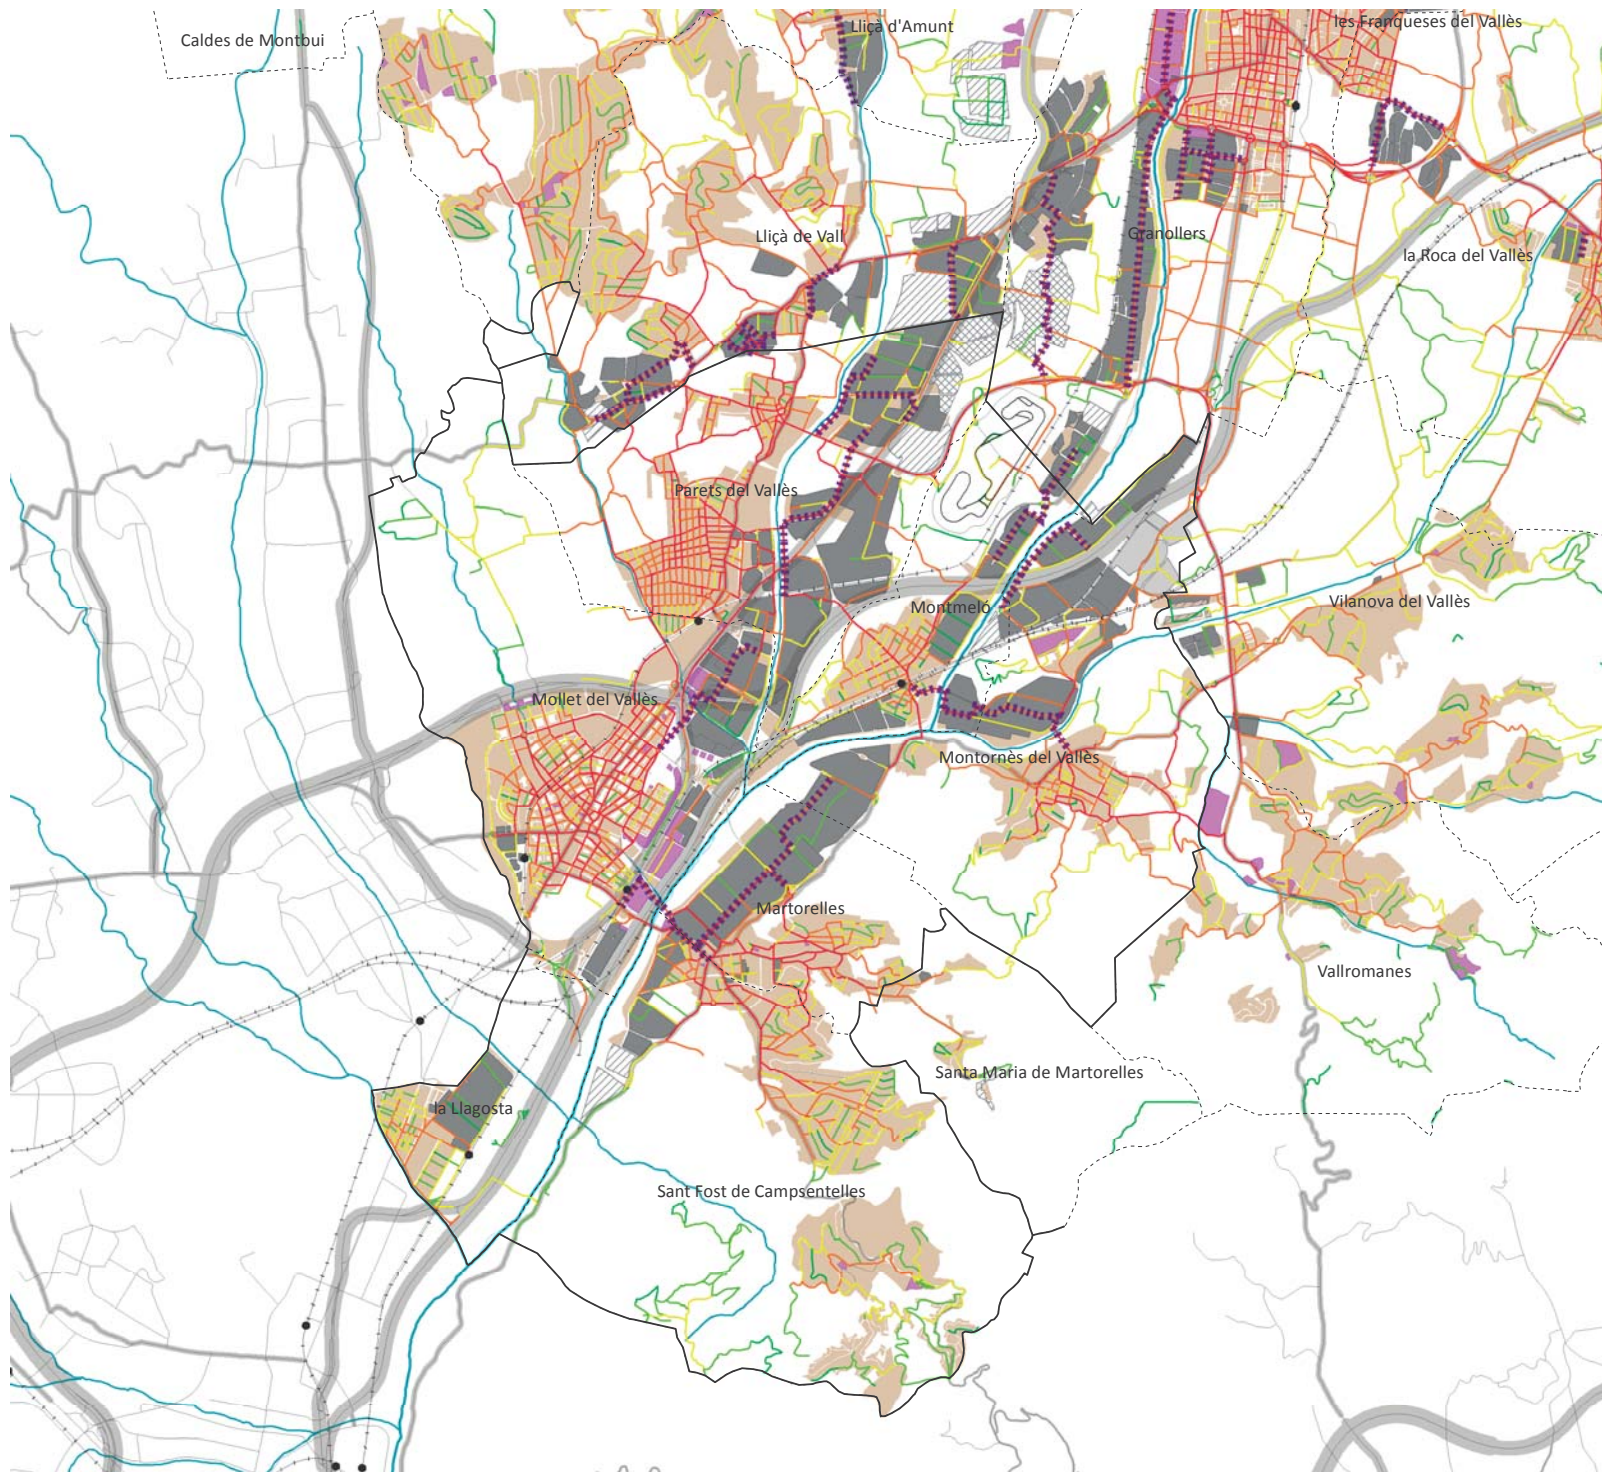 les Franqueses del Vallès
Lliçà d'Amunt
Caldes de Montbui
Lliçà de Vall
Granollers
la Roca del Vallès
Parets del Vallès
Montmeló
Vilanova del Vallès
Mollet del Vallès
Montornès del Vallès
Martorelles
Vallromanes
Santa Maria de Martorelles
la Llagosta
Sant Fost de Campsentelles